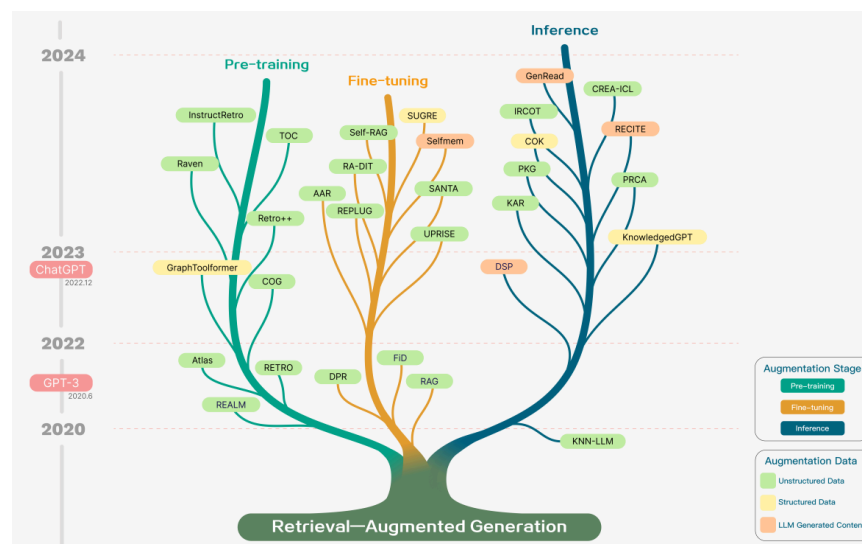 Inference
2024
Pre-training
Fine-tuning
GenRead
CREA-ICL
InstructRetro
TOC
SUGRE
IRCOT
Self-RAG
RECITE
Selfmem
COK
Raven
RA-DIT
PKG
PRCA
AAR
SANTA
REPLUG
KAR
Retro++
UPRISE
KnowledgedGPT
2023
ChatGPT
2022.12
GraphToolformer
DSP
COG
2022
Atlas
RETRO
FiD
GPT-3
2020.6
DPR
RAG
REALM
2020
KNN-LLM
Augmentation Stage
Pre-training
Fine-tuning
Inference
Augmentation Data
Unstructured Data
Structured Data
LLM Generated Content
Retrieval—Augmented Generation